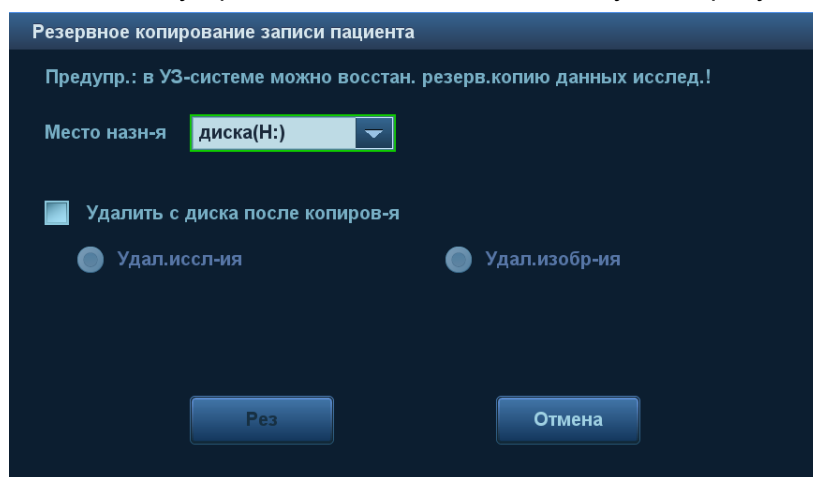 Резервное копирование записи пациента
Предупр.: в УЗ-системе можно восстан. резерв.копию данных исслед.!
Место назн-я диска(H:)
Удалить с диска после копиров-я
Удал.иссл-ия Удал.изобр-ия
Рез Отмена